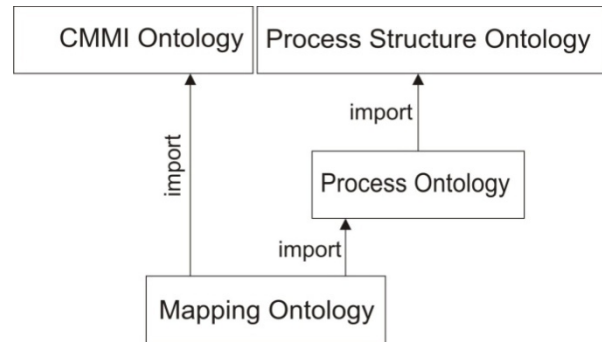 CMMI Ontology
Process Structure Ontology
import
import
Process Ontology
import
Mapping Ontology